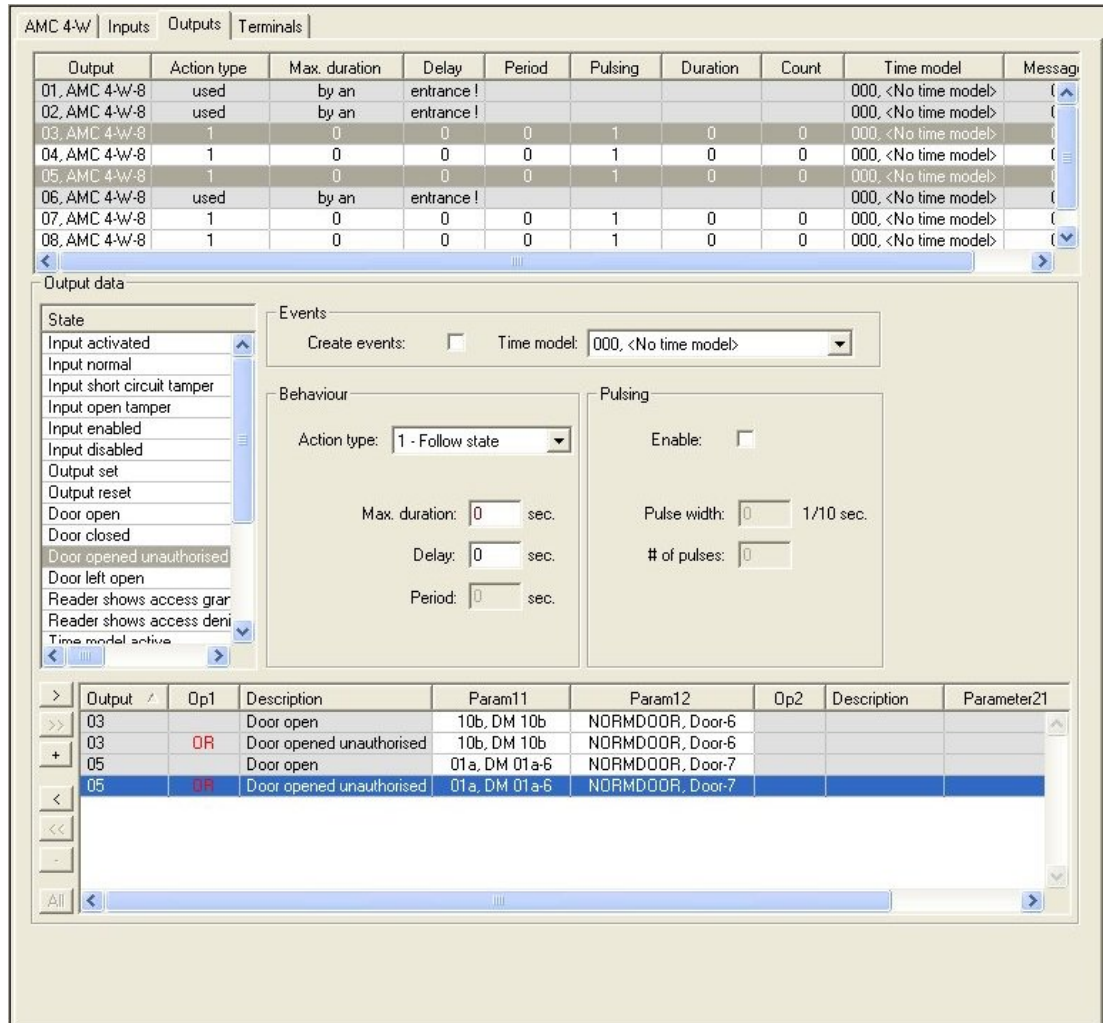 AMC 4-W Inputs Outputs Terminals
Output Action type Max. duration Delay Period Pulsing Duration Count Time model Message
01, AMC 4-W-8 used by an entrance ! 000, <No time model>
02, AMC 4-W-8 used by an entrance ! 000, <No time model>
03, AMC 4-W-8 1 0 0 0 1 0 0 000, <No time model>
04, AMC 4-W-8 1 0 0 0 1 0 0 000, <No time model>
05, AMC 4-W-8 1 0 0 0 1 0 0 000, <No time model>
06, AMC 4-W-8 used by an entrance ! 000, <No time model>
07, AMC 4-W-8 1 0 0 0 1 0 0 000, <No time model>
08, AMC 4-W-8 1 0 0 0 1 0 0 000, <No time model>
Output data
State
Input activated
Input normal
Input short circuit tamper
Input open tamper
Input enabled
Input disabled
Output set
Output reset
Door open
Door closed
Door opened unauthorised
Door left open
Reader shows access gran
Reader shows access deni
Time model active
Events
Create events: Time model: 000, <No time model>
Behaviour
Action type: 1 - Follow state
Max. duration: 0 sec.
Delay: 0 sec.
Period: 0 sec.
Pulsing
Enable:
Pulse width: 0 1/10 sec.
# of pulses: 0
> >> + < << - All
Output Op1 Description Param11 Param12 Op2 Description Parameter21
03 Door open 10b, DM 10b NORMDOOR, Door-6
03 OR Door opened unauthorised 10b, DM 10b NORMDOOR, Door-6
05 Door open 01a, DM 01a-6 NORMDOOR, Door-7
05 OR Door opened unauthorised 01a, DM 01a-6 NORMDOOR, Door-7